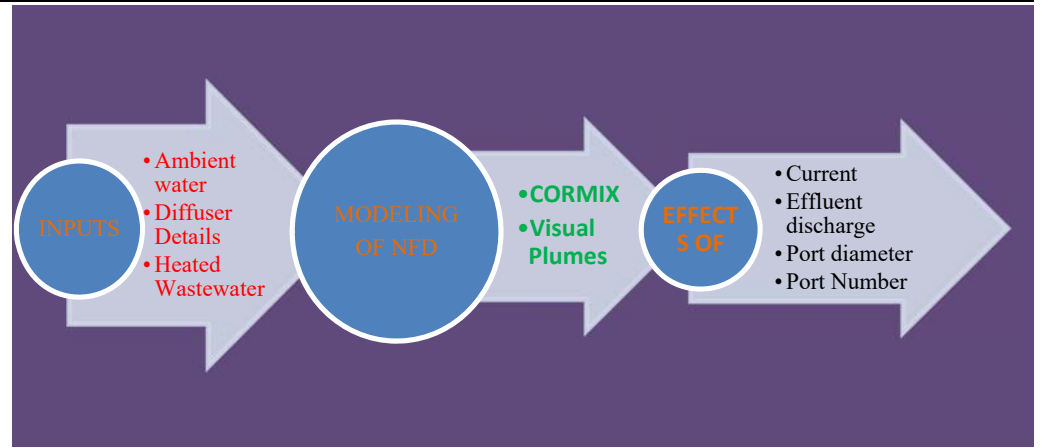 INPUTS
• Ambient
water
• Diffuser
Details
• Heated
Wastewater
MODELING
OF NFD
•CORMIX
•Visual
Plumes
EFFECT
S OF
• Current
• Effluent
discharge
• Port diameter
• Port Number